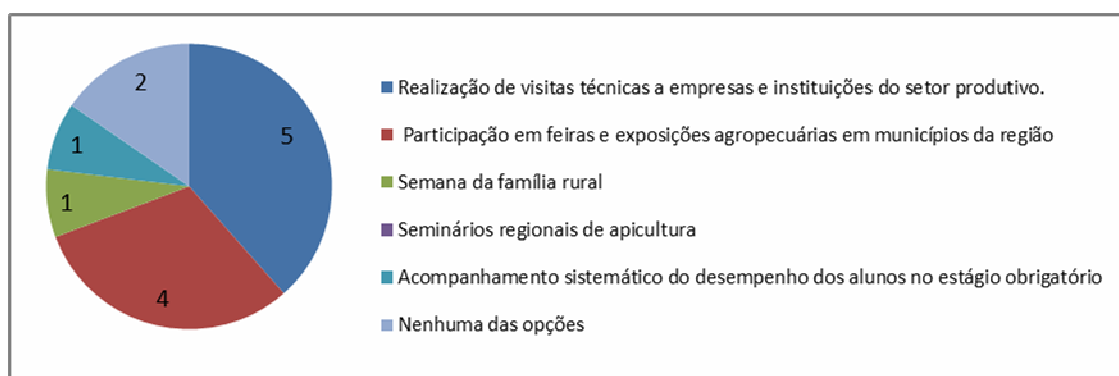 2
5
1
1
4
Realização de visitas técnicas a empresas e instituições do setor produtivo.
Participação em feiras e exposições agropecuárias em municípios da região
Semana da família rural
Seminários regionais de apicultura
Acompanhamento sistemático do desempenho dos alunos no estágio obrigatório
Nenhuma das opções